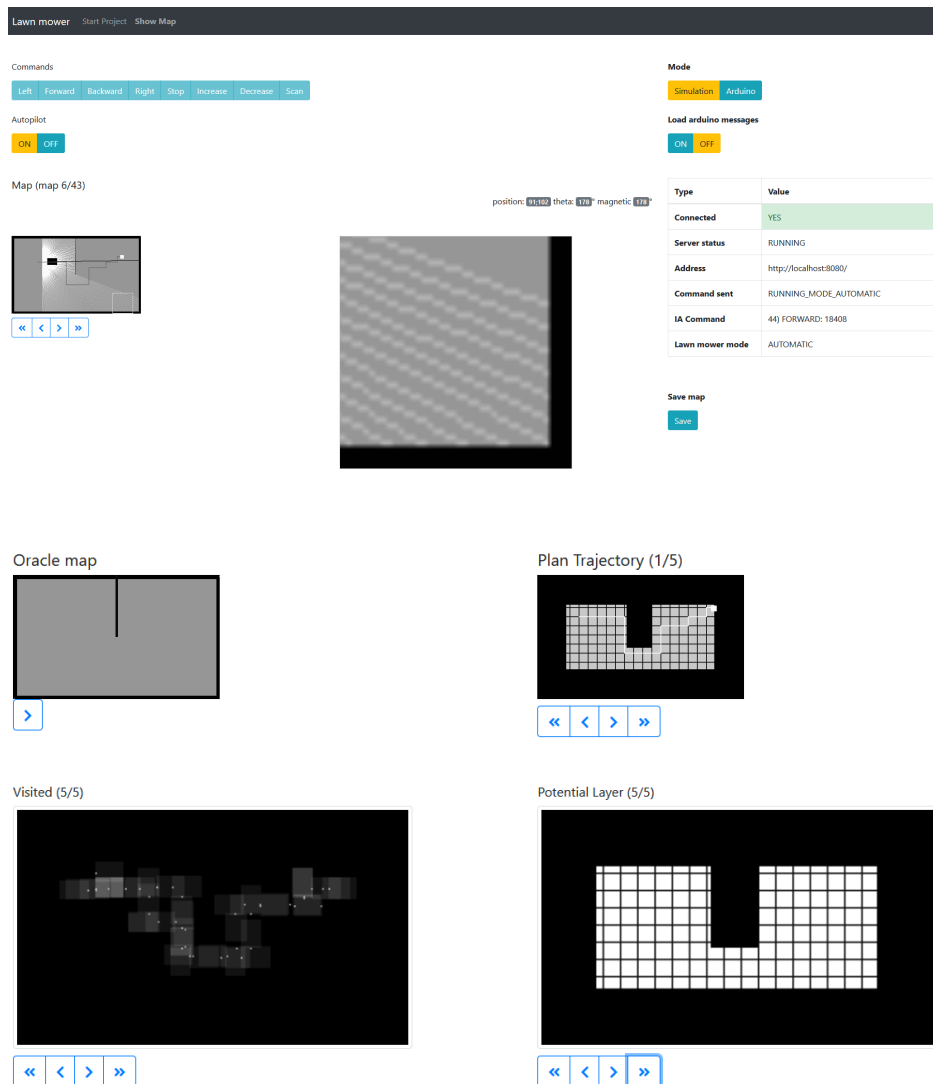 Lawn mower Start Project Show Map
Commands
Left Forward Backward Right Stop Increase Decrease Scan
Mode
Simulation Arduino
Autopilot
ON OFF
Load arduino messages
ON OFF
Map (map 6/43)
position: 91;102 theta: 178 ° magnetic 178 °
Type Value
Connected YES
Server status RUNNING
Address http://localhost:8080/
Command sent RUNNING_MODE_AUTOMATIC
IA Command 44) FORWARD: 18408
Lawn mower mode AUTOMATIC
Save map
Save
Oracle map
Plan Trajectory (1/5)
Visited (5/5)
Potential Layer (5/5)